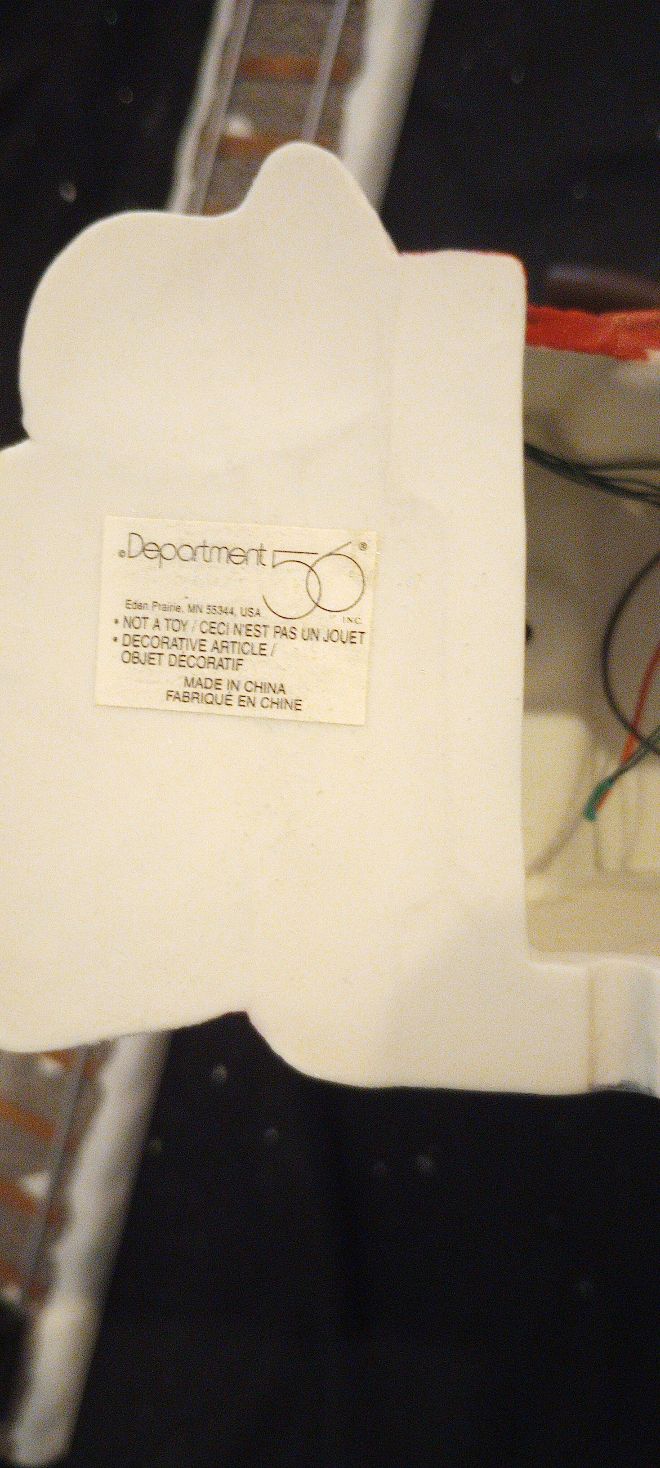 ©Department 56®
INC.
Eden Prairie, MN 55344, USA
* NOT A TOY / CECI N'EST PAS UN JOUET
* DECORATIVE ARTICLE /
OBJET DÉCORATIF
MADE IN CHINA
FABRIQUÉ EN CHINE